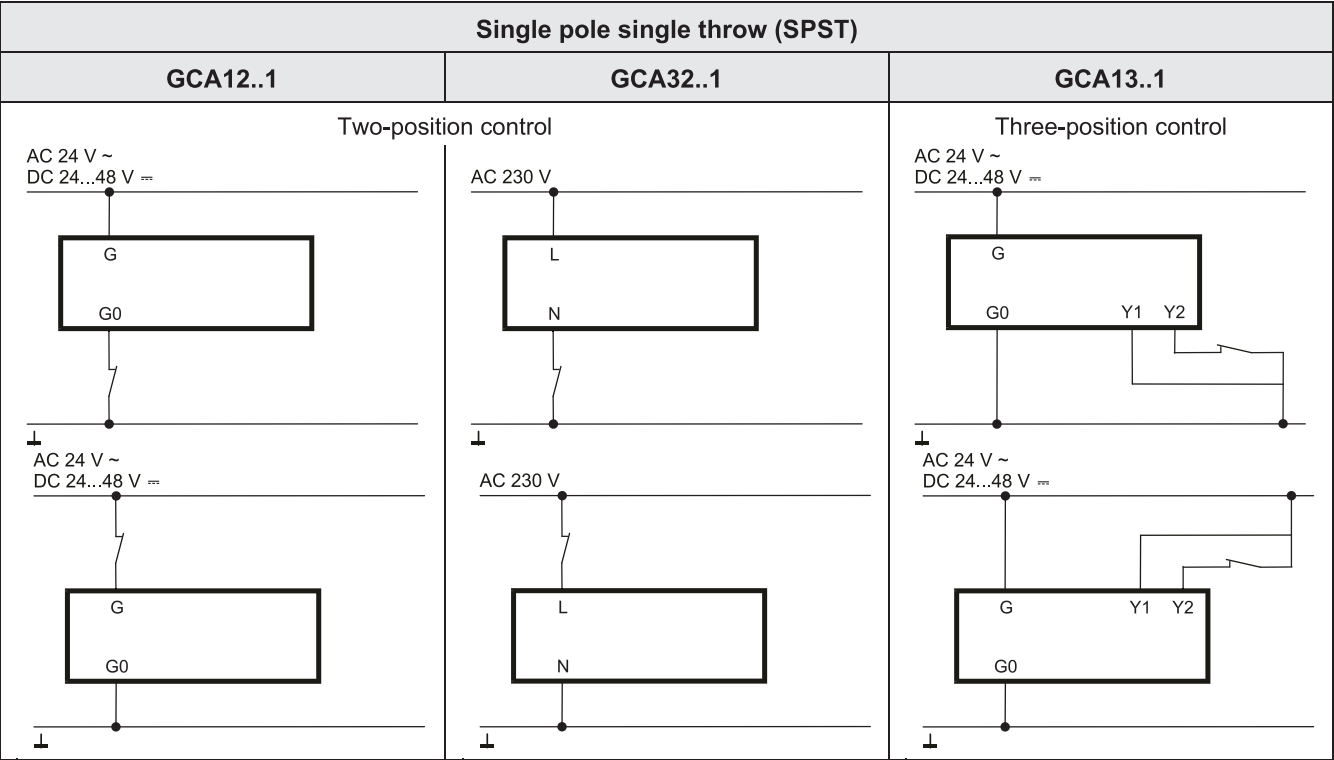 Single pole single throw (SPST)
GCA12..1
GCA32..1
GCA13..1
Two-position control
Three-position control
AC 24 V ~
DC 24...48 V ⎓
G
G0
AC 230 V
L
N
AC 24 V ~
DC 24...48 V ⎓
G
G0
Y1
Y2
AC 24 V ~
DC 24...48 V ⎓
G
G0
AC 230 V
L
N
AC 24 V ~
DC 24...48 V ⎓
G
Y1
Y2
G0